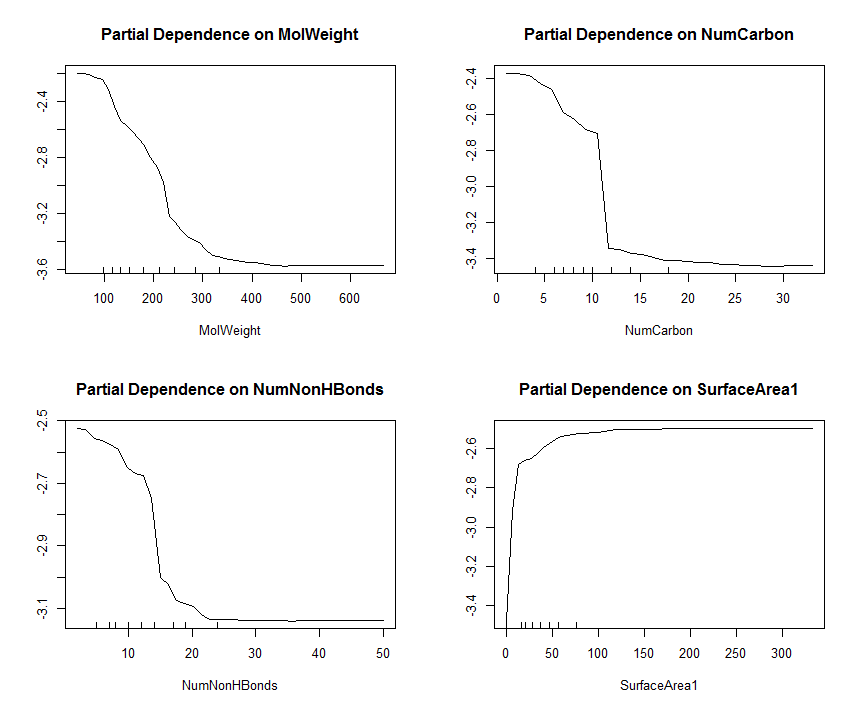 Partial Dependence on MolWeight
-2.4
-2.8
-3.2
-3.6
100 200 300 400 500 600
MolWeight
Partial Dependence on NumCarbon
-2.4
-2.6
-2.8
-3.0
-3.2
-3.4
0 5 10 15 20 25 30
NumCarbon
Partial Dependence on NumNonHBonds
-2.5
-2.7
-2.9
-3.1
10 20 30 40 50
NumNonHBonds
Partial Dependence on SurfaceArea1
-2.6
-2.8
-3.0
-3.2
-3.4
0 50 100 150 200 250 300
SurfaceArea1